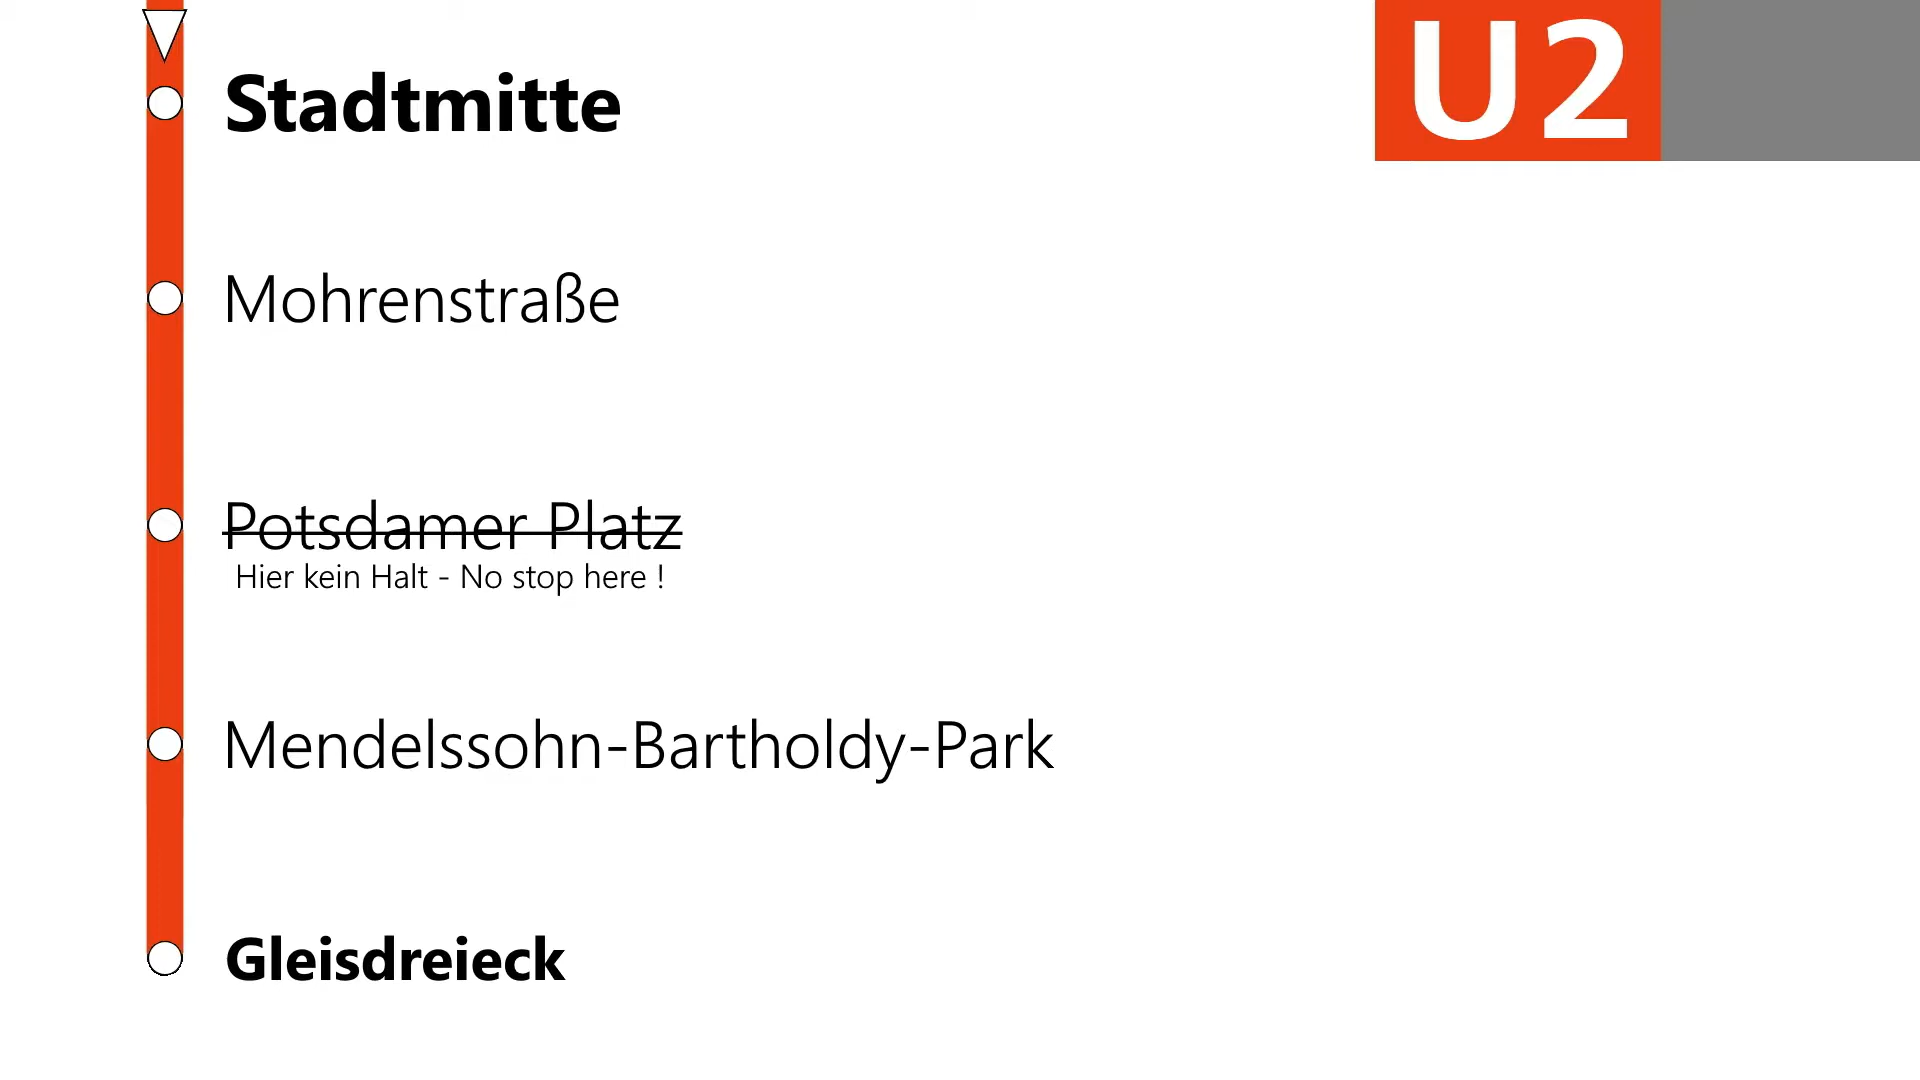 U2
Stadtmitte
Mohrenstraße
Potsdamer Platz
Hier kein Halt - No stop here !
Mendelssohn-Bartholdy-Park
Gleisdreieck